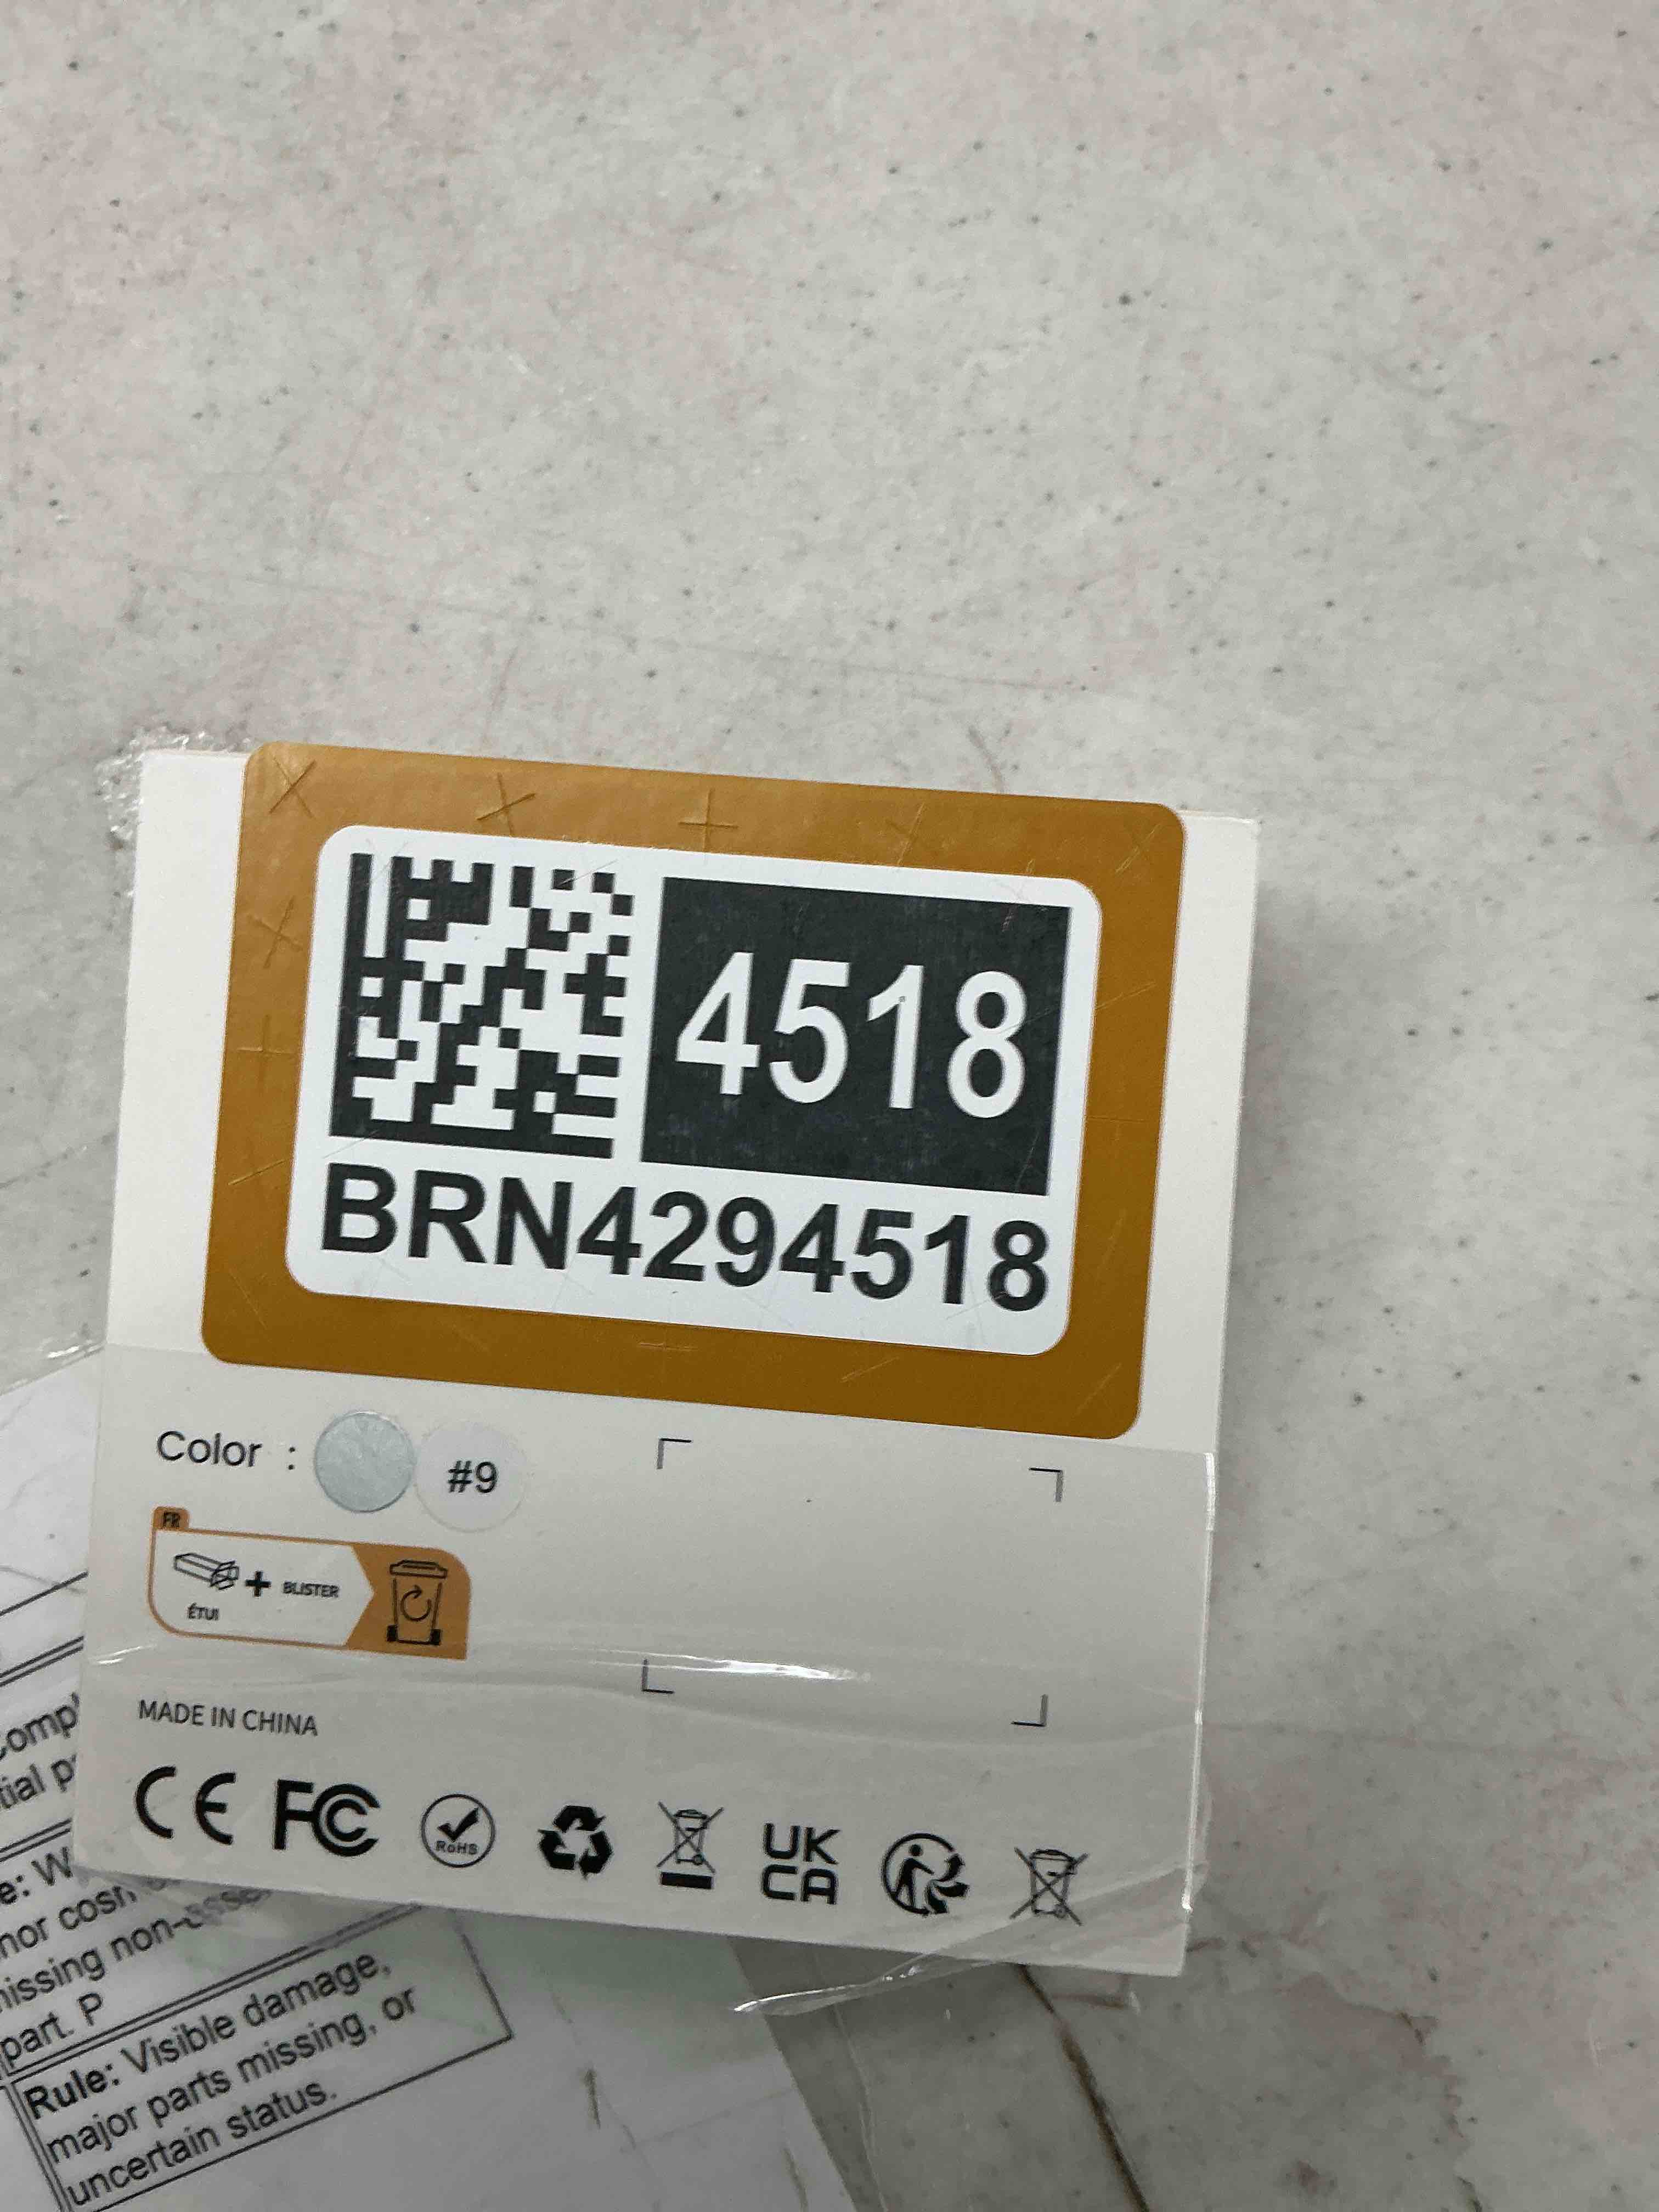 4518
BRN4294518
Color : #9
FR
+ BLISTER
ÉTUI
MADE IN CHINA
CE FC RoHS UK
CA
part. P
Rule: Visible damage,
major parts missing, or
uncertain status.